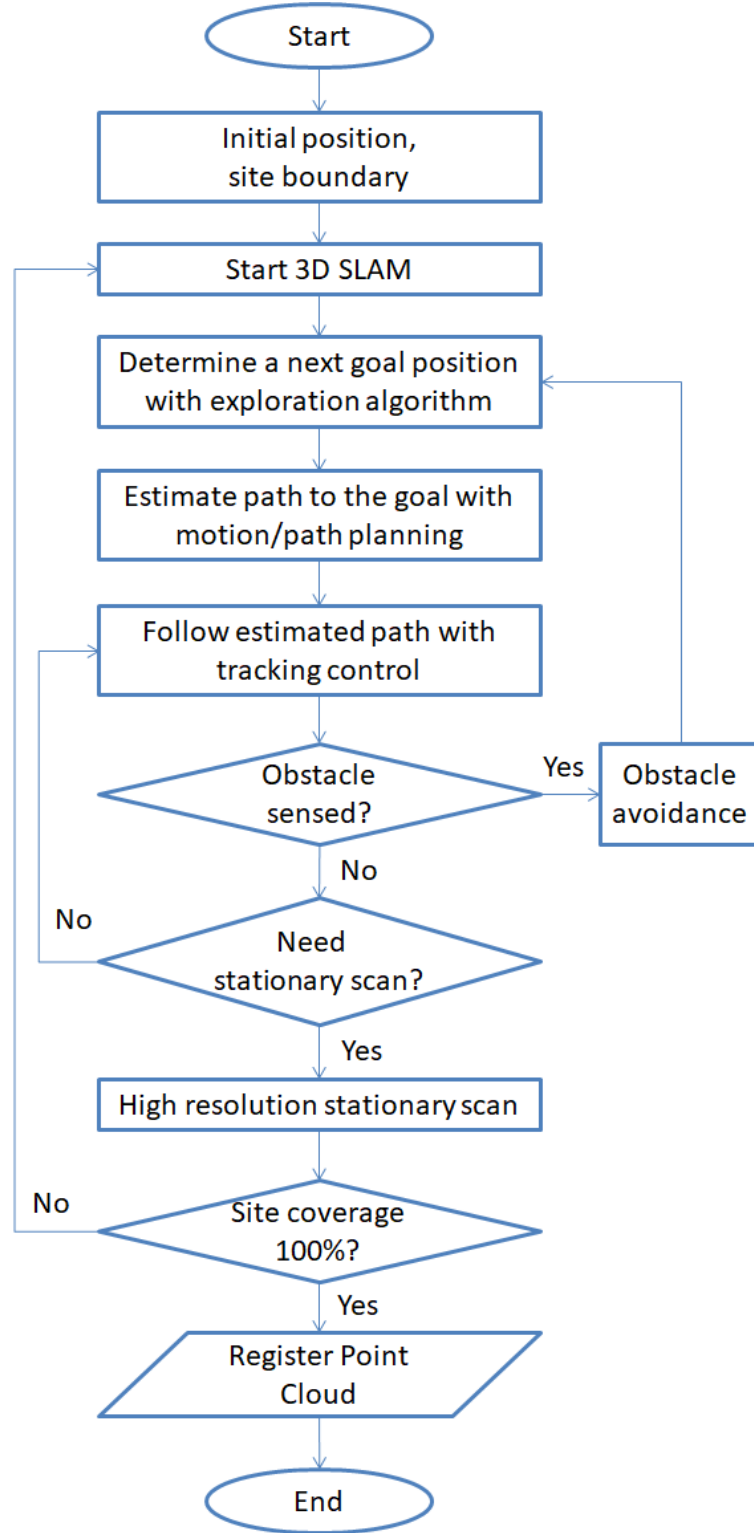 Start
Initial position,
site boundary
Start 3D SLAM
Determine a next goal position
with exploration algorithm
Estimate path to the goal with
motion/path planning
Follow estimated path with
tracking control
Obstacle
sensed?
Yes
Obstacle
avoidance
No
Need
stationary scan?
No
Yes
High resolution stationary scan
Site coverage
100%?
No
Yes
Register Point
Cloud
End